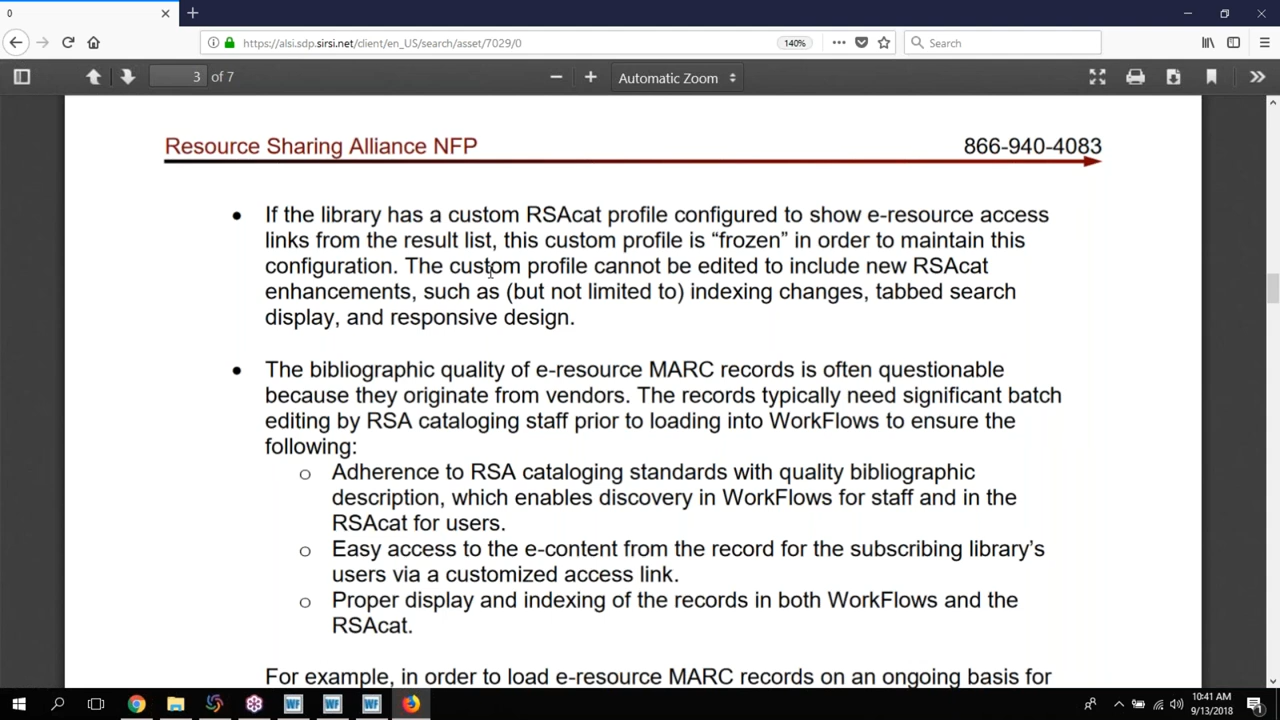 0
https://alsi.sdp.sirsi.net/client/en_US/search/asset/7029/0
140%
Search
3 of 7
Automatic Zoom
Resource Sharing Alliance NFP 866-940-4083
• If the library has a custom RSAcat profile configured to show e-resource access
links from the result list, this custom profile is “frozen” in order to maintain this
configuration. The custom profile cannot be edited to include new RSAcat
enhancements, such as (but not limited to) indexing changes, tabbed search
display, and responsive design.
• The bibliographic quality of e-resource MARC records is often questionable
because they originate from vendors. The records typically need significant batch
editing by RSA cataloging staff prior to loading into WorkFlows to ensure the
following:
o Adherence to RSA cataloging standards with quality bibliographic
description, which enables discovery in WorkFlows for staff and in the
RSAcat for users.
o Easy access to the e-content from the record for the subscribing library’s
users via a customized access link.
o Proper display and indexing of the records in both WorkFlows and the
RSAcat.
For example, in order to load e-resource MARC records on an ongoing basis for
WF WF WF
10:41 AM
9/13/2018
1